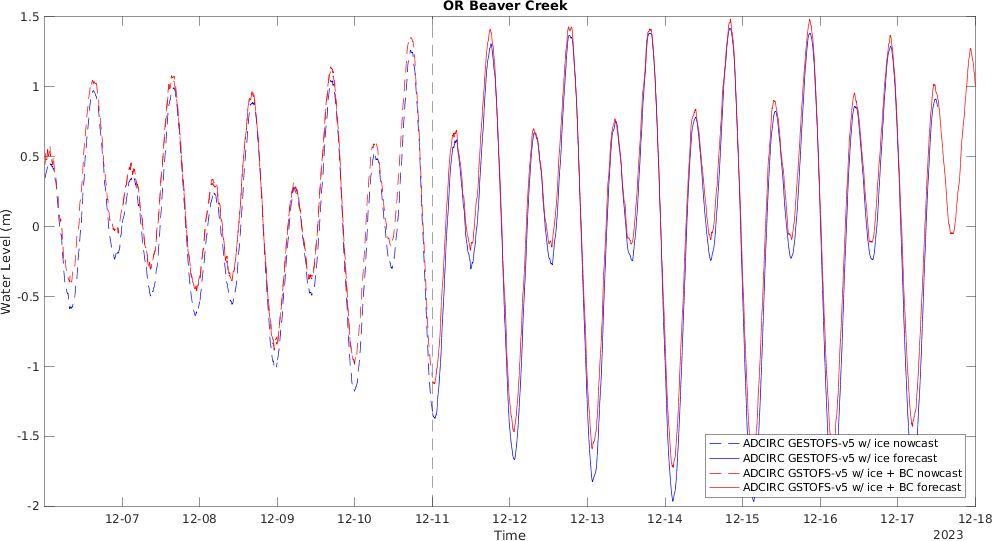 OR Beaver Creek
1.5
1
0.5
0
-0.5
-1
-1.5
-2
Water Level (m)
ADCIRC GESTOFS-v5 w/ ice nowcast
ADCIRC GESTOFS-v5 w/ ice forecast
ADCIRC GSTOFS-v5 w/ ice + BC nowcast
ADCIRC GSTOFS-v5 w/ ice + BC forecast
12-07 12-08 12-09 12-10 12-11 12-12 12-13 12-14 12-15 12-16 12-17 12-18
Time
2023